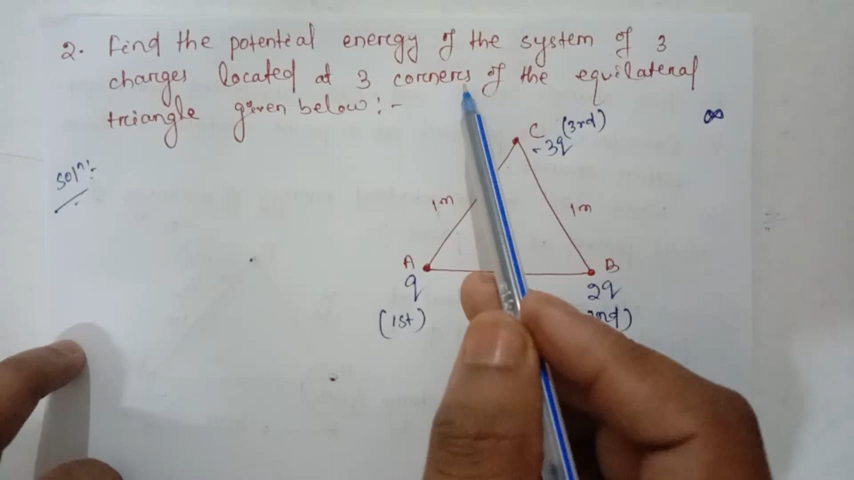 2. Find the potential energy of the system of 3
charges located at 3 corners of the equilateral
triangle given below:-
Soln:-
C (3rd)
-3q
∞
1m
1m
A
B
q
2q
(1st)